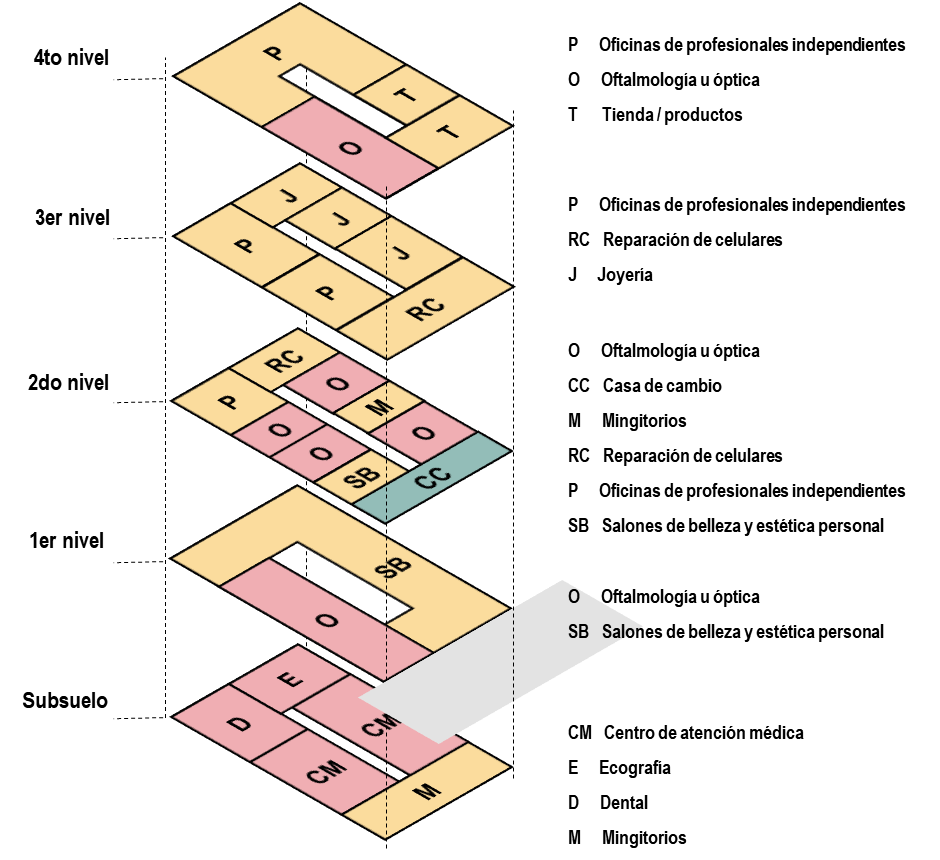 4to nivel
P
T
T
O
P Oficinas de profesionales independientes
O Oftalmología u óptica
T Tienda / productos
3er nivel
J
J
J
P
P
RC
P Oficinas de profesionales independientes
RC Reparación de celulares
J Joyería
2do nivel
RC
O
M
O
P
O
O
SB
CC
O Oftalmología u óptica
CC Casa de cambio
M Mingitorios
RC Reparación de celulares
P Oficinas de profesionales independientes
SB Salones de belleza y estética personal
1er nivel
SB
O
O Oftalmología u óptica
SB Salones de belleza y estética personal
Subsuelo
E
CM
D
CM
M
CM Centro de atención médica
E Ecografía
D Dental
M Mingitorios